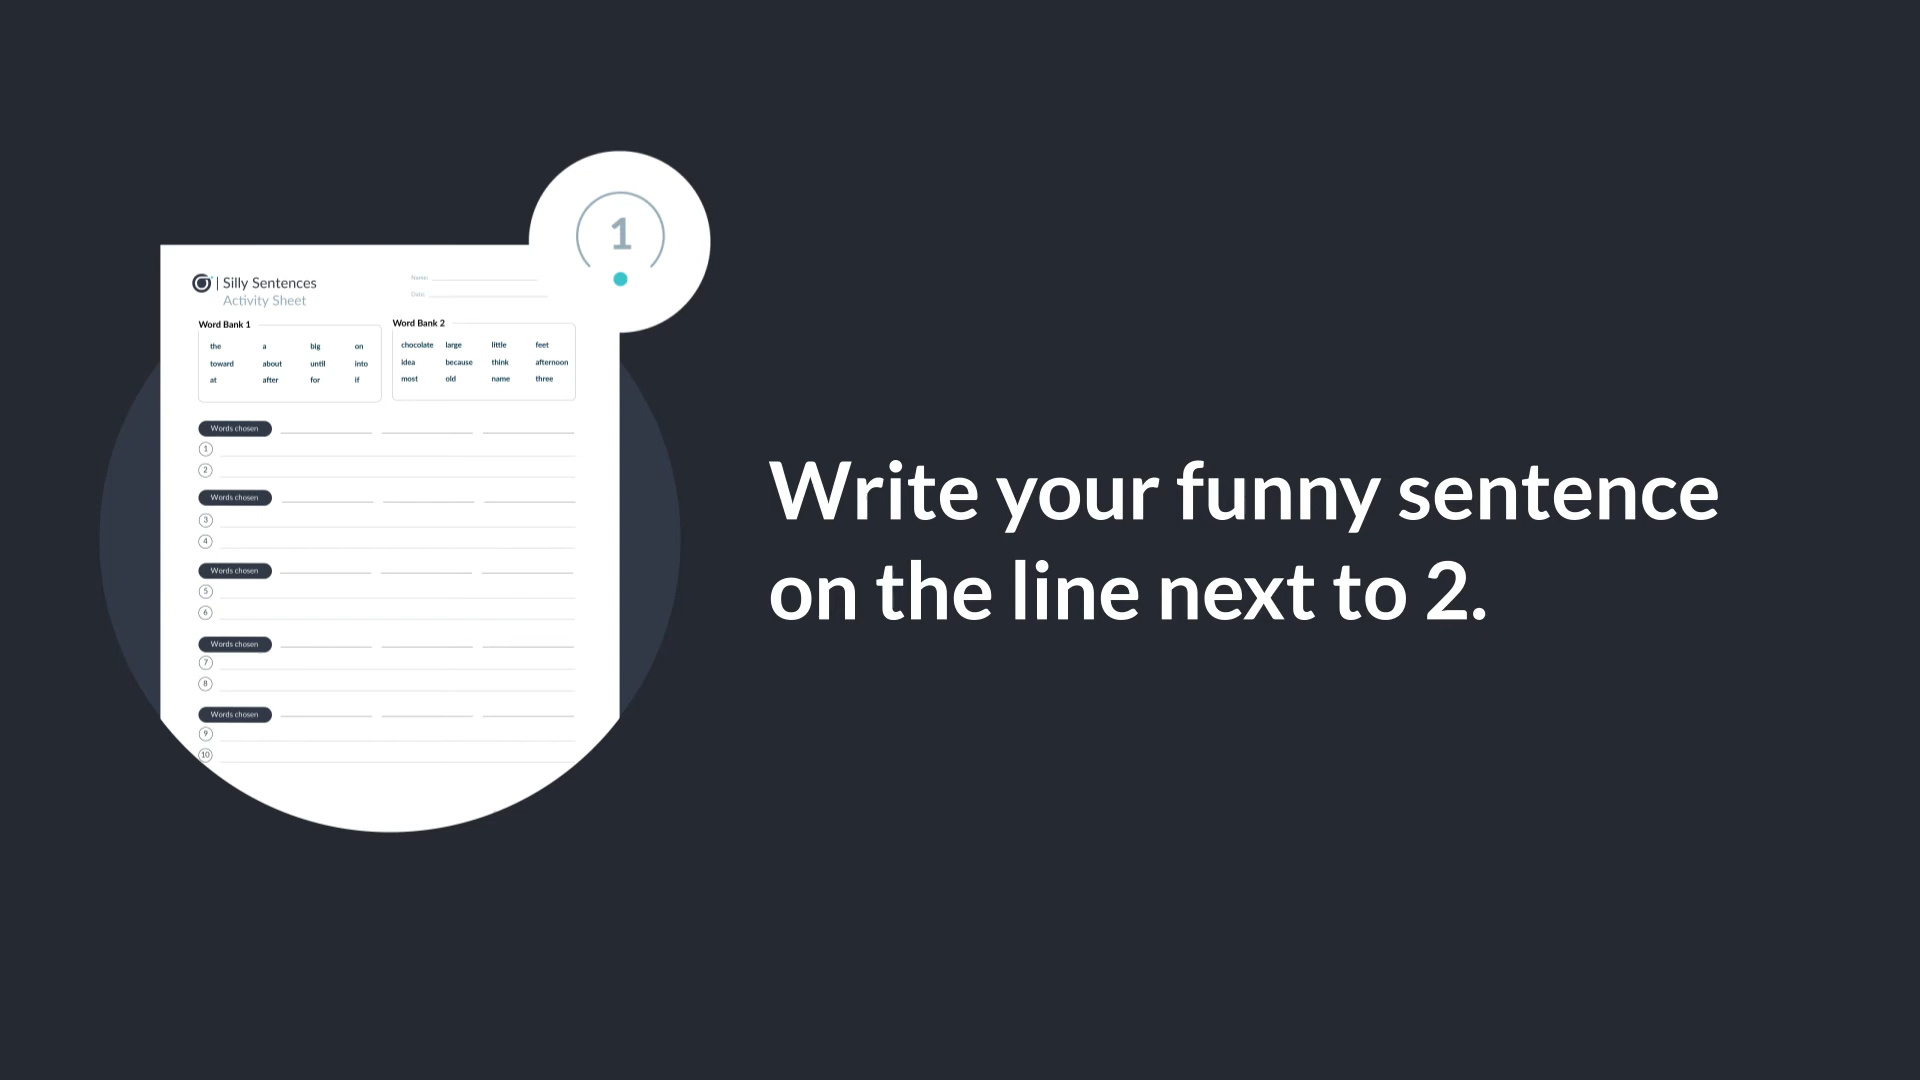 1
| Silly Sentences
Activity Sheet
Name:
Date:
Word Bank 1
the a big on
toward about until into
at after for if
Word Bank 2
chocolate large little feet
idea because think afternoon
most old name three
Words chosen
1
2
Words chosen
3
4
Words chosen
5
6
Words chosen
7
8
Words chosen
9
10
Write your funny sentence
on the line next to 2.